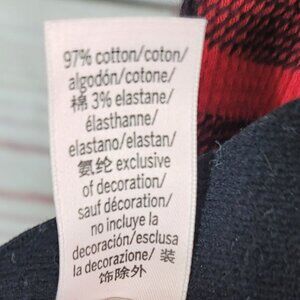 97% cotton/coton/
algodón/cotone/
棉 3% elastane/
élasthanne/
elastano/elastan/
氨纶 exclusive
of decoration/
sauf décoration/
no incluye la
decoración/esclusa
la decorazione/ 装
饰除外